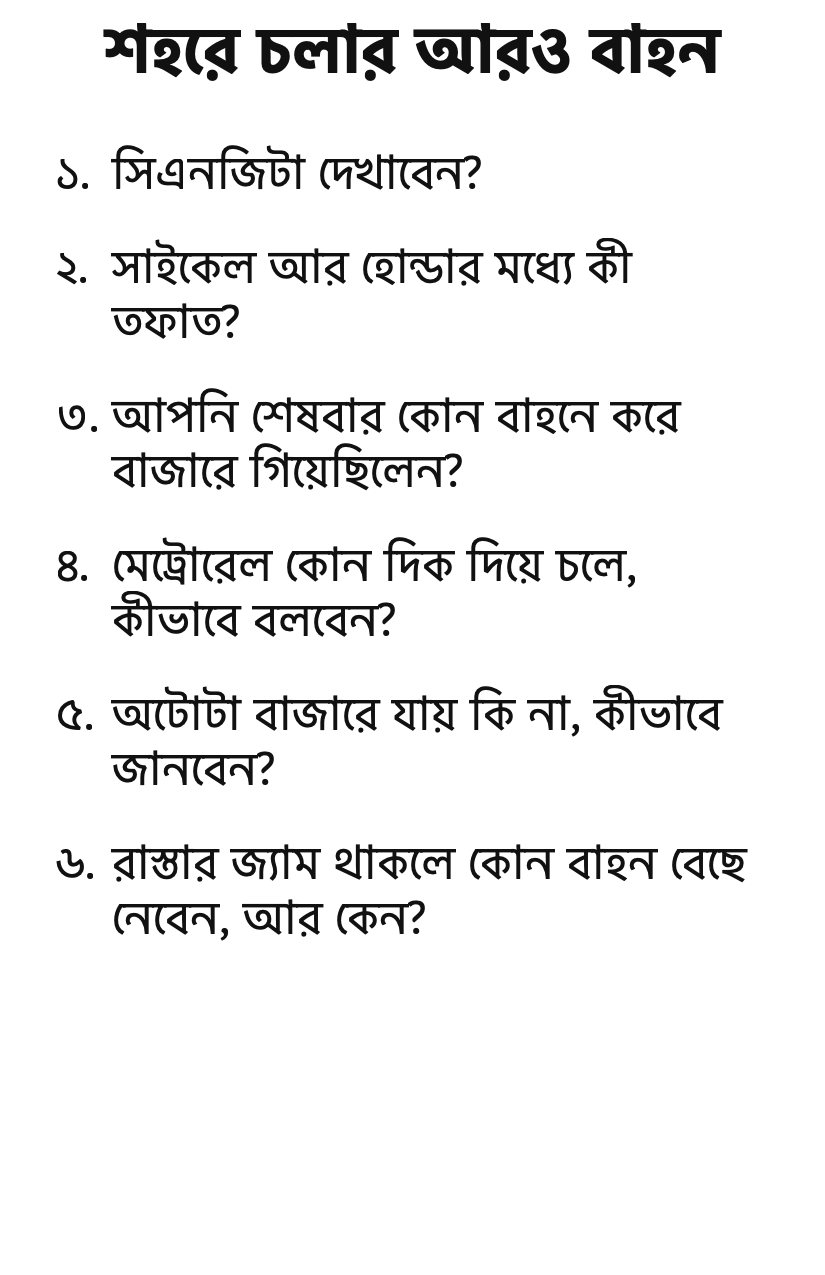 শহরে চলার আরও বাহন
১. সিএনজিটা দেখাবেন?
২. সাইকেল আর হোন্ডার মধ্যে কী
তফাত?
৩. আপনি শেষবার কোন বাহনে করে
বাজারে গিয়েছিলেন?
৪. মেট্রোরেল কোন দিক দিয়ে চলে,
কীভাবে বলবেন?
৫. অটোটা বাজারে যায় কি না, কীভাবে
জানবেন?
৬. রাস্তার জ্যাম থাকলে কোন বাহন বেছে
নেবেন, আর কেন?